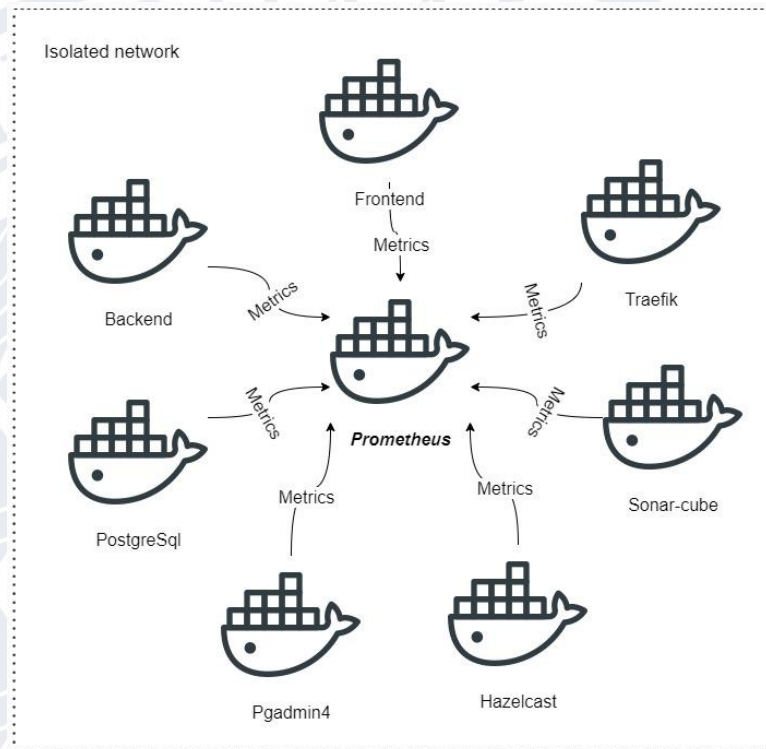 Isolated network
Frontend
Metrics
Backend
Metrics
Traefik
Metrics
Prometheus
PostgreSql
Metrics
Sonar-cube
Metrics
Pgadmin4
Metrics
Hazelcast
Metrics